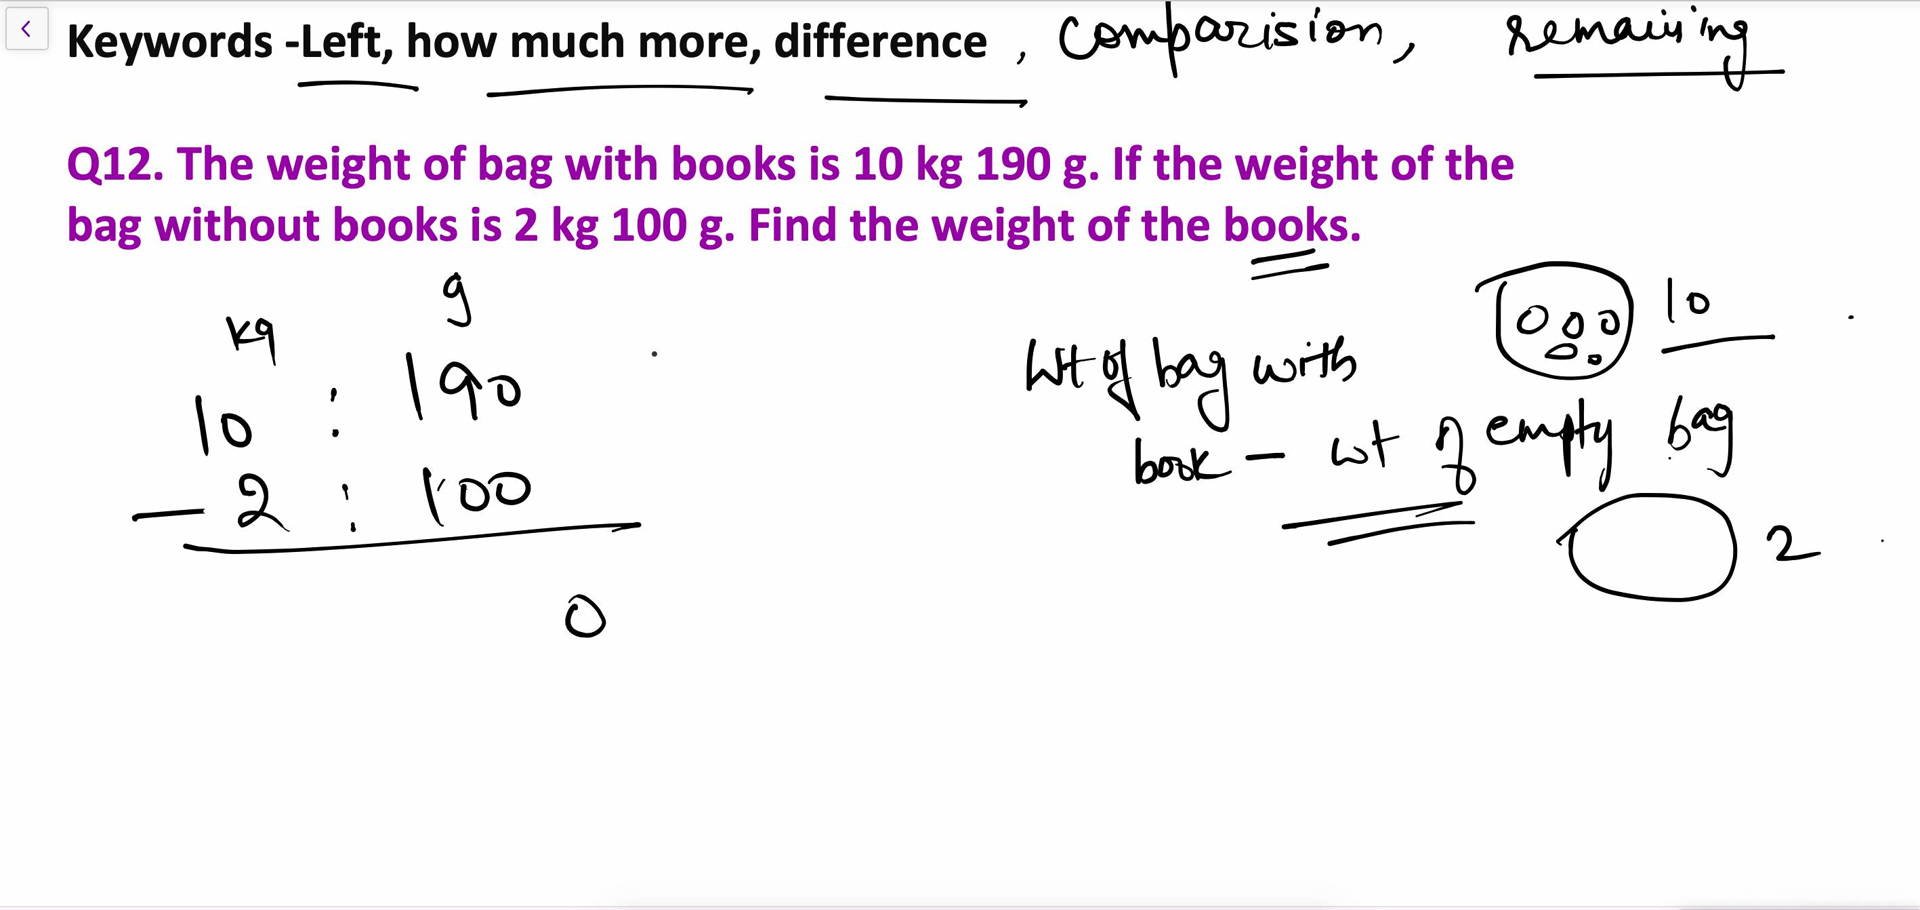 Keywords -Left, how much more, difference , comparision, remaining
Q12. The weight of bag with books is 10 kg 190 g. If the weight of the
bag without books is 2 kg 100 g. Find the weight of the books.
kg g
10 : 190
- 2 : 100
0
10
wt of bag with
book - wt of empty bag
2